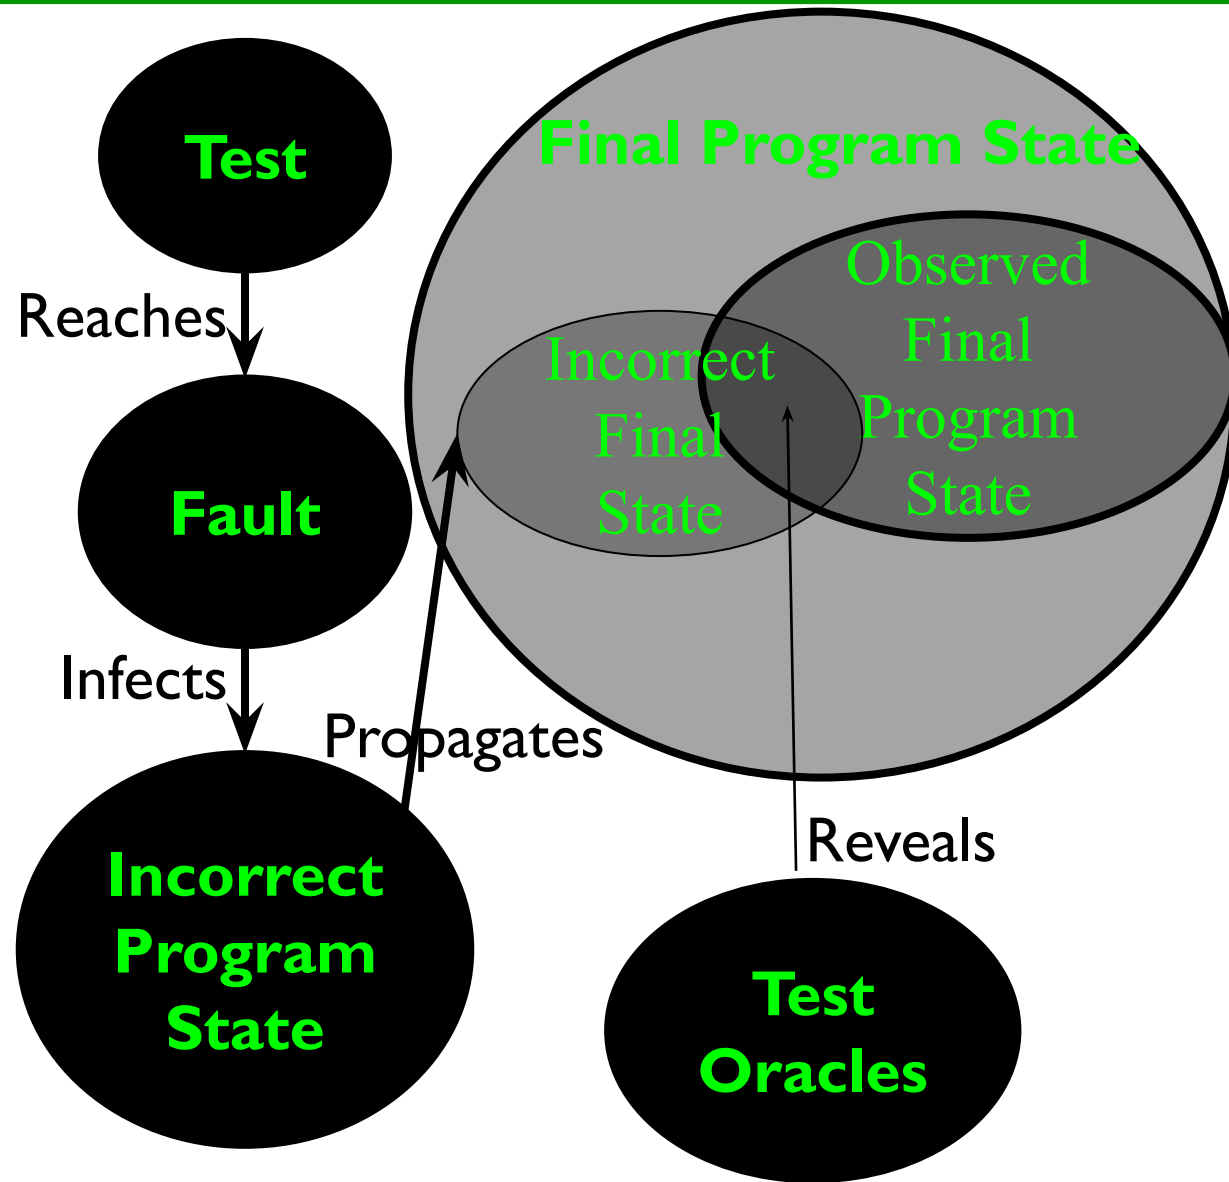 Test
Final Program State
Reaches
Observed
Final
Program
State
Incorrect
Final
State
Fault
Infects
Propagates
Reveals
Incorrect
Program
State
Test
Oracles